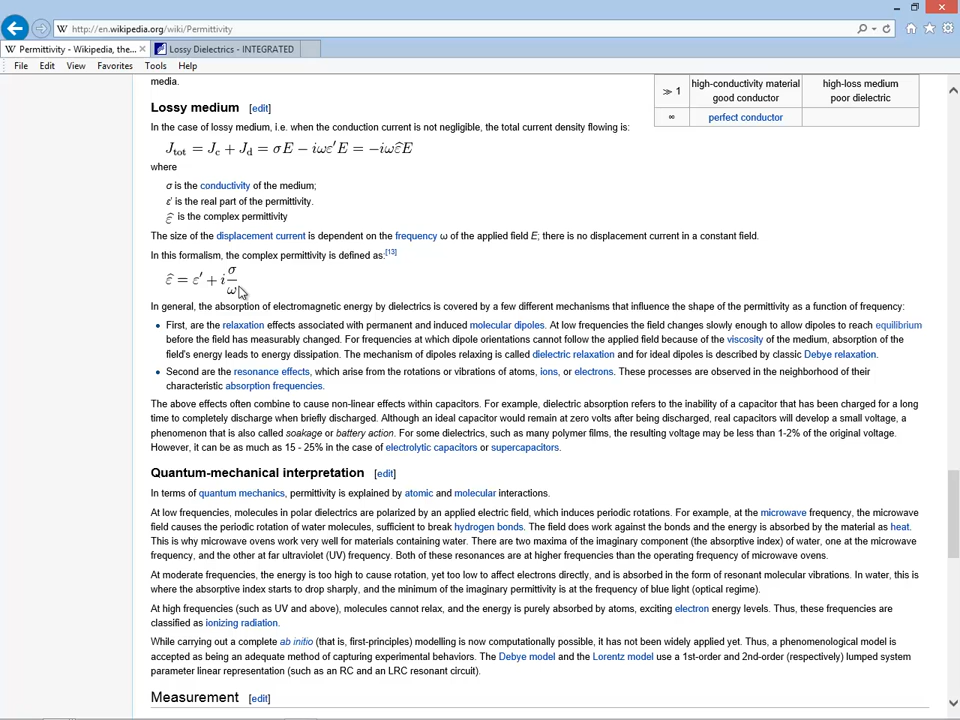 http://en.wikipedia.org/wiki/Permittivity
W Permittivity - Wikipedia, the... ×
Lossy Dielectrics - INTEGRATED
File Edit View Favorites Tools Help
media.
≫ 1 high-conductivity material good conductor high-loss medium poor dielectric
∞ perfect conductor
Lossy medium [edit]
In the case of lossy medium, i.e. when the conduction current is not negligible, the total current density flowing is:
J_tot = J_c + J_d = σE − iωε′E = −iωε̂E
where
σ is the conductivity of the medium;
ε' is the real part of the permittivity.
ε̂ is the complex permittivity
The size of the displacement current is dependent on the frequency ω of the applied field E; there is no displacement current in a constant field.
In this formalism, the complex permittivity is defined as:[13]
ε̂ = ε′ + i σ/ω
In general, the absorption of electromagnetic energy by dielectrics is covered by a few different mechanisms that influence the shape of the permittivity as a function of frequency:
• First, are the relaxation effects associated with permanent and induced molecular dipoles. At low frequencies the field changes slowly enough to allow dipoles to reach equilibrium
before the field has measurably changed. For frequencies at which dipole orientations cannot follow the applied field because of the viscosity of the medium, absorption of the
field's energy leads to energy dissipation. The mechanism of dipoles relaxing is called dielectric relaxation and for ideal dipoles is described by classic Debye relaxation.
• Second are the resonance effects, which arise from the rotations or vibrations of atoms, ions, or electrons. These processes are observed in the neighborhood of their
characteristic absorption frequencies.
The above effects often combine to cause non-linear effects within capacitors. For example, dielectric absorption refers to the inability of a capacitor that has been charged for a long
time to completely discharge when briefly discharged. Although an ideal capacitor would remain at zero volts after being discharged, real capacitors will develop a small voltage, a
phenomenon that is also called soakage or battery action. For some dielectrics, such as many polymer films, the resulting voltage may be less than 1-2% of the original voltage.
However, it can be as much as 15 - 25% in the case of electrolytic capacitors or supercapacitors.
Quantum-mechanical interpretation [edit]
In terms of quantum mechanics, permittivity is explained by atomic and molecular interactions.
At low frequencies, molecules in polar dielectrics are polarized by an applied electric field, which induces periodic rotations. For example, at the microwave frequency, the microwave
field causes the periodic rotation of water molecules, sufficient to break hydrogen bonds. The field does work against the bonds and the energy is absorbed by the material as heat.
This is why microwave ovens work very well for materials containing water. There are two maxima of the imaginary component (the absorptive index) of water, one at the microwave
frequency, and the other at far ultraviolet (UV) frequency. Both of these resonances are at higher frequencies than the operating frequency of microwave ovens.
At moderate frequencies, the energy is too high to cause rotation, yet too low to affect electrons directly, and is absorbed in the form of resonant molecular vibrations. In water, this is
where the absorptive index starts to drop sharply, and the minimum of the imaginary permittivity is at the frequency of blue light (optical regime).
At high frequencies (such as UV and above), molecules cannot relax, and the energy is purely absorbed by atoms, exciting electron energy levels. Thus, these frequencies are
classified as ionizing radiation.
While carrying out a complete ab initio (that is, first-principles) modelling is now computationally possible, it has not been widely applied yet. Thus, a phenomenological model is
accepted as being an adequate method of capturing experimental behaviors. The Debye model and the Lorentz model use a 1st-order and 2nd-order (respectively) lumped system
parameter linear representation (such as an RC and an LRC resonant circuit).
Measurement [edit]